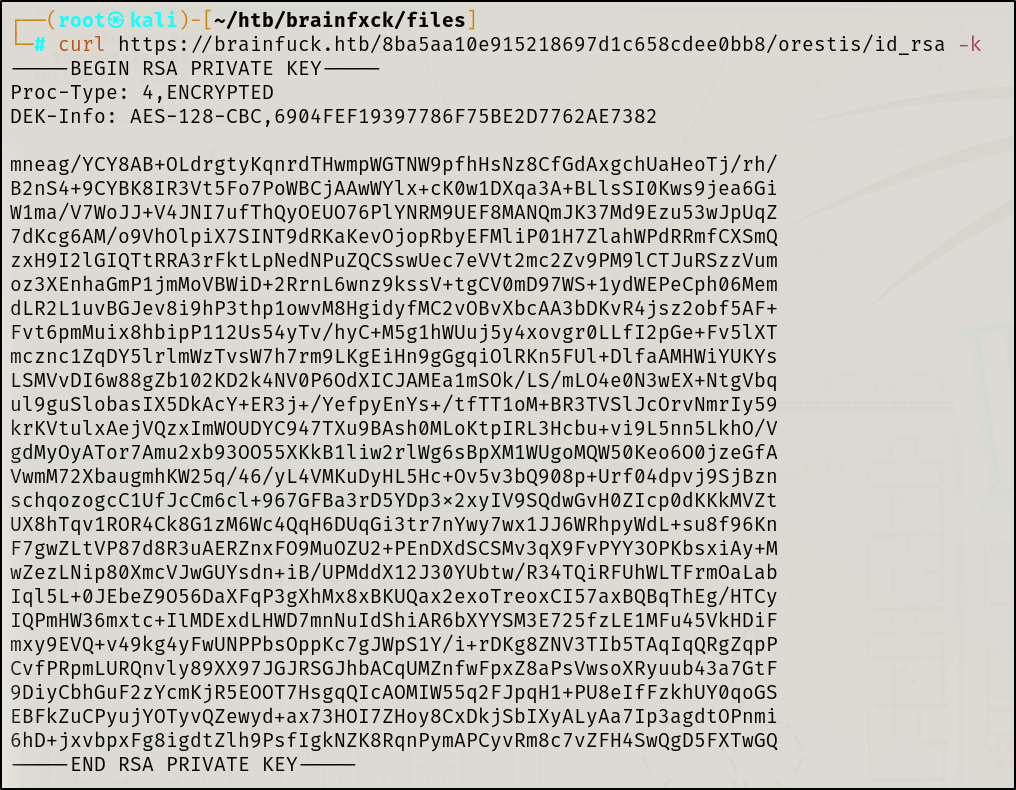 ┌──(root㉿kali)-[~/htb/brainfxck/files]
└─# curl https://brainfuck.htb/8ba5aa10e915218697d1c658cdee0bb8/orestis/id_rsa -k
-----BEGIN RSA PRIVATE KEY-----
Proc-Type: 4,ENCRYPTED
DEK-Info: AES-128-CBC,6904FEF19397786F75BE2D7762AE7382

mneag/YCY8AB+OLdrgtyKqnrdTHwmpWGTNW9pfhHsNz8CfGdAxgchUaHeoTj/rh/
B2nS4+9CYBK8IR3Vt5Fo7PoWBCjAAwWYlx+cK0w1DXqa3A+BLlsSI0Kws9jea6Gi
W1ma/V7WoJJ+V4JNI7ufThQyOEUO76PlYNRM9UEF8MANQmJK37Md9Ezu53wJpUqZ
7dKcg6AM/o9VhOlpiX7SINT9dRKaKevOjopRbyEFMliP01H7ZlahWPdRRmfCXSmQ
zxH9I2lGIQTtRRA3rFktLpNedNPuZQCSswUec7eVVt2mc2Zv9PM9lCTJuRSzzVum
oz3XEnhaGmP1jmMoVBWiD+2RrnL6wnz9kssV+tgCV0mD97WS+1ydWEPeCph06Mem
dLR2L1uvBGJev8i9hP3thp1owvM8HgidyfMC2vOBvXbcAA3bDKvR4jsz2obf5AF+
Fvt6pmMuix8hbipP112Us54yTv/hyC+M5g1hWUuj5y4xovgr0LLfI2pGe+Fv5lXT
mcznc1ZqDY5lrlmWzTvsW7h7rm9LKgEiHn9gGgqiOlRKn5FUl+DlfaAMHWiYUKYs
LSMVvDI6w88gZb102KD2k4NV0P6OdXICJAMEa1mSOk/LS/mLO4e0N3wEX+NtgVbq
ul9guSlobasIX5DkAcY+ER3j+/YefpyEnYs+/tfTT1oM+BR3TVSlJcOrvNmrIy59
krKVtulxAejVQzxImWOUDYC947TXu9BAsh0MLoKtpIRL3Hcbu+vi9L5nn5LkhO/V
gdMyOyATor7Amu2xb93OO55XKkB1liw2rlWg6sBpXM1WUgoMQW50Keo6O0jzeGfA
VwmM72XbaugmhKW25q/46/yL4VMKuDyHL5Hc+Ov5v3bQ908p+Urf04dpvj9SjBzn
schqozogcC1UfJcCm6cl+967GFBa3rD5YDp3×2xyIV9SQdwGvH0ZIcp0dKKkMVZt
UX8hTqv1ROR4Ck8G1zM6Wc4QqH6DUqGi3tr7nYwy7wx1JJ6WRhpyWdL+su8f96Kn
F7gwZLtVP87d8R3uAERZnxFO9MuOZU2+PEnDXdSCSMv3qX9FvPYY3OPKbsxiAy+M
wZezLNip80XmcVJwGUYsdn+iB/UPMddX12J30YUbtw/R34TQiRFUhWLTFrmOaLab
Iql5L+0JEbeZ9O56DaXFqP3gXhMx8xBKUQax2exoTreoxCI57axBQBqThEg/HTCy
IQPmHW36mxtc+IlMDExdLHWD7mnNuIdShiAR6bXYYSM3E725fzLE1MFu45VkHDiF
mxy9EVQ+v49kg4yFwUNPPbsOppKc7gJWpS1Y/i+rDKg8ZNV3TIb5TAqIqQRgZqpP
CvfPRpmLURQnvly89XX97JGJRSGJhbACqUMZnfwFpxZ8aPsVwsoXRyuub43a7GtF
9DiyCbhGuF2zYcmKjR5EOOT7HsgqQIcAOMIW55q2FJpqH1+PU8eIfFzkhUY0qoGS
EBFkZuCPyujYOTyvQZewyd+ax73HOI7ZHoy8CxDkjSbIXyALyAa7Ip3agdtOPnmi
6hD+jxvbpxFg8igdtZlh9PsfIgkNZK8RqnPymAPCyvRm8c7vZFH4SwQgD5FXTwGQ
-----END RSA PRIVATE KEY-----